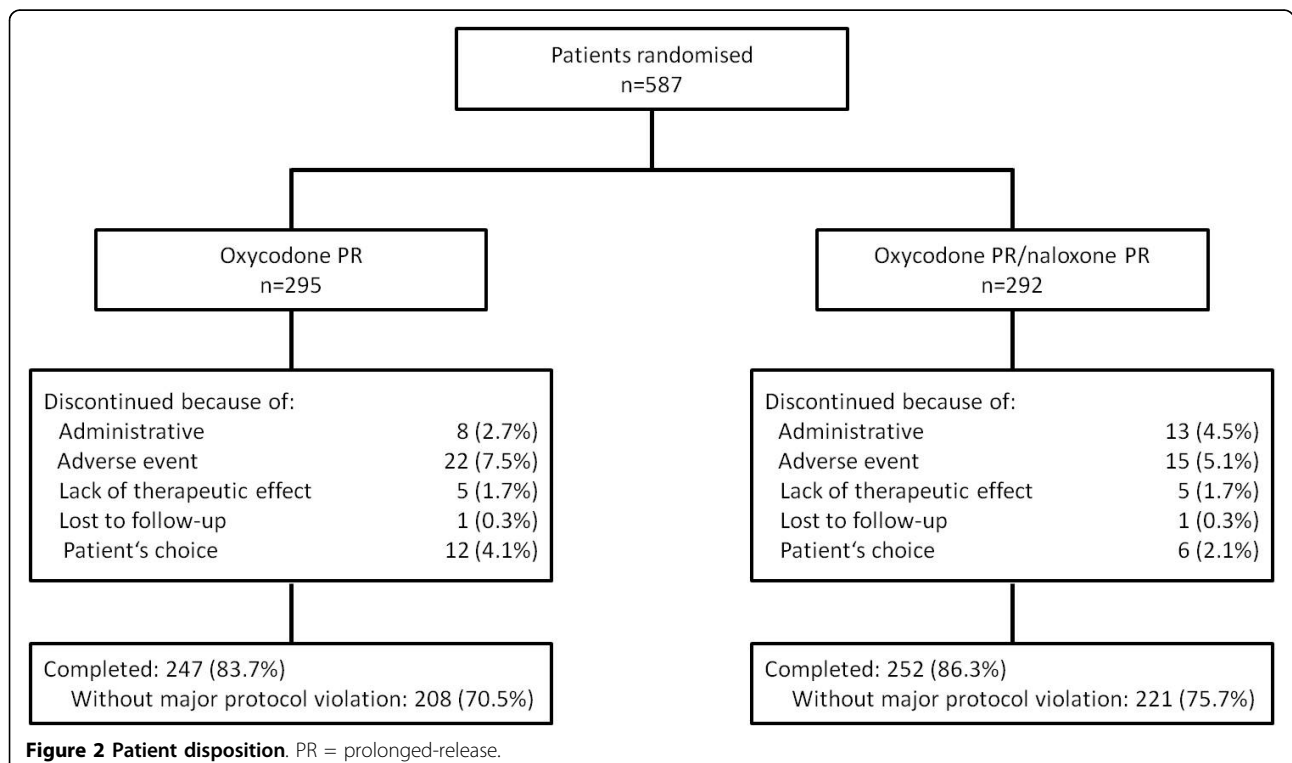 Patients randomised
n=587
Oxycodone PR
n=295
Oxycodone PR/naloxone PR
n=292
Discontinued because of:
Administrative 8 (2.7%)
Adverse event 22 (7.5%)
Lack of therapeutic effect 5 (1.7%)
Lost to follow-up 1 (0.3%)
Patient‘s choice 12 (4.1%)
Discontinued because of:
Administrative 13 (4.5%)
Adverse event 15 (5.1%)
Lack of therapeutic effect 5 (1.7%)
Lost to follow-up 1 (0.3%)
Patient‘s choice 6 (2.1%)
Completed: 247 (83.7%)
Without major protocol violation: 208 (70.5%)
Completed: 252 (86.3%)
Without major protocol violation: 221 (75.7%)
Figure 2 Patient disposition. PR = prolonged-release.